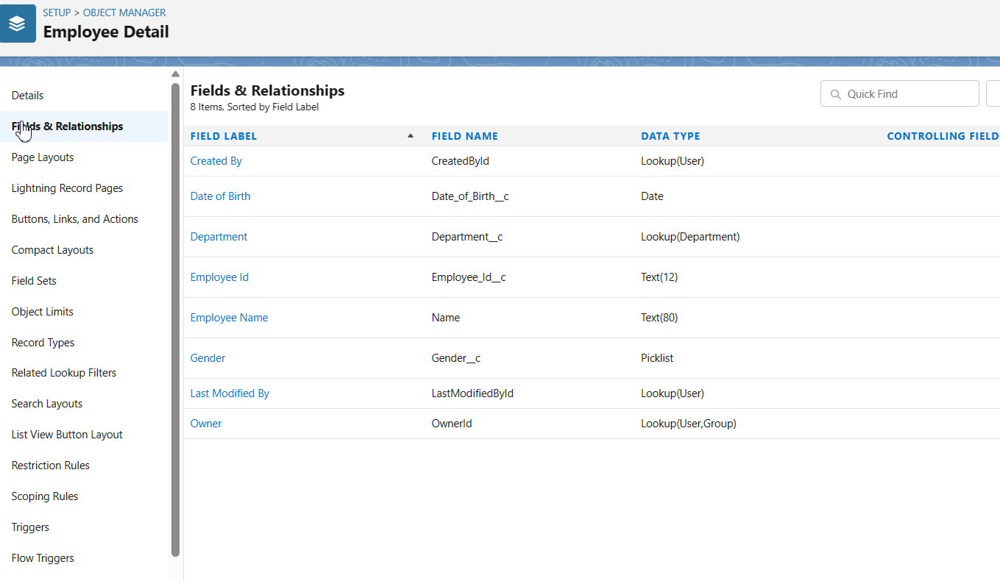 SETUP > OBJECT MANAGER
Employee Detail
Details
Fields & Relationships
Page Layouts
Lightning Record Pages
Buttons, Links, and Actions
Compact Layouts
Field Sets
Object Limits
Record Types
Related Lookup Filters
Search Layouts
List View Button Layout
Restriction Rules
Scoping Rules
Triggers
Flow Triggers
Fields & Relationships
8 Items, Sorted by Field Label
Quick Find
FIELD LABEL FIELD NAME DATA TYPE CONTROLLING FIELD
Created By CreatedById Lookup(User)
Date of Birth Date_of_Birth__c Date
Department Department__c Lookup(Department)
Employee Id Employee_Id__c Text(12)
Employee Name Name Text(80)
Gender Gender__c Picklist
Last Modified By LastModifiedById Lookup(User)
Owner OwnerId Lookup(User,Group)